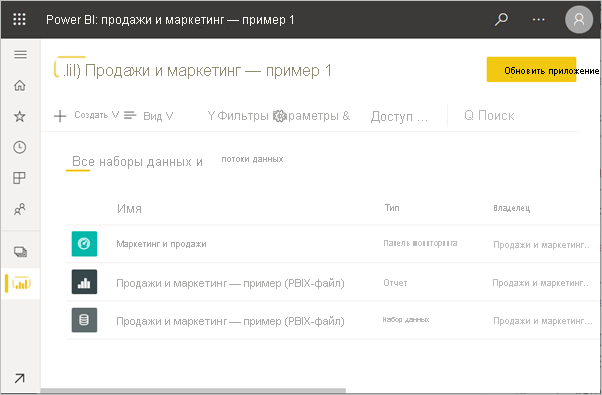 Power BI: продажи и маркетинг — пример 1
.lil) Продажи и маркетинг — пример 1
Обновить приложение
Создать V Вид V Y Фильтры Параметры & Доступ ... Q Поиск
Все наборы данных и потоки данных
Имя Тип Владелец
Маркетинг и продажи Панель мониторинга Продажи и маркетинг..
Продажи и маркетинг — пример (PBIX-файл) Отчет Продажи и маркетинг...
Продажи и маркетинг — пример (PBIX-файл) Набор данных Продажи и маркетинг...